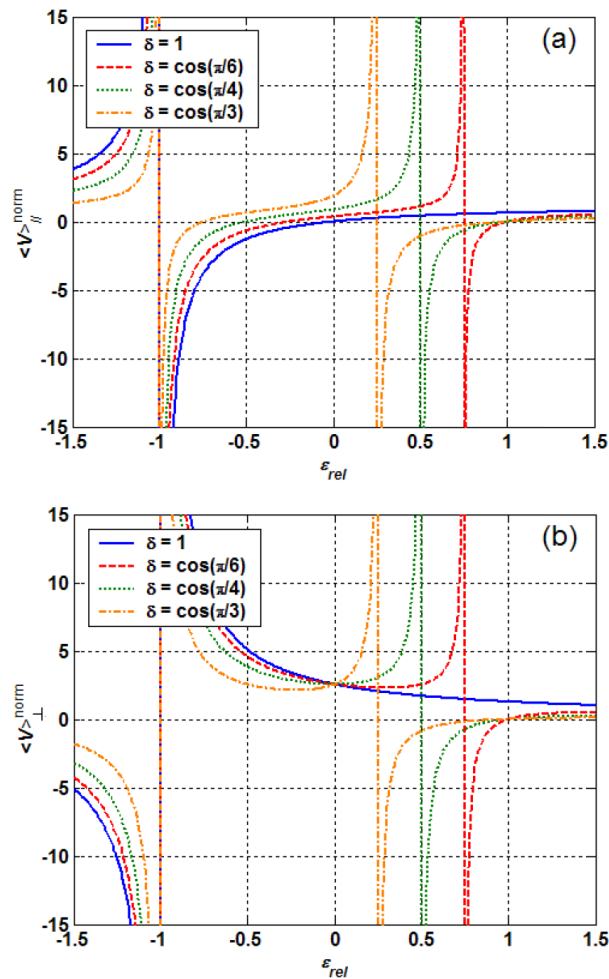 (a)
δ = 1
δ = cos(π/6)
δ = cos(π/4)
δ = cos(π/3)
15
10
5
0
-5
-10
-15
<V>//norm
-1.5 -1 -0.5 0 0.5 1 1.5
εrel
(b)
δ = 1
δ = cos(π/6)
δ = cos(π/4)
δ = cos(π/3)
15
10
5
0
-5
-10
-15
<V>⊥norm
-1.5 -1 -0.5 0 0.5 1 1.5
εrel